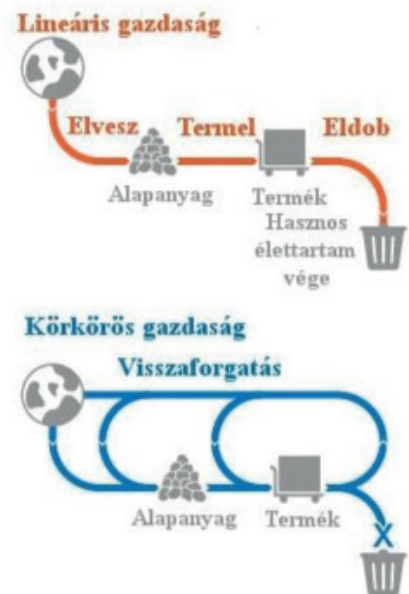 Lineáris gazdaság
Elvesz Termel Eldob
Alapanyag Termék
Hasznos
élettartam
vége
Körkörös gazdaság
Visszaforgatás
Alapanyag Termék
X